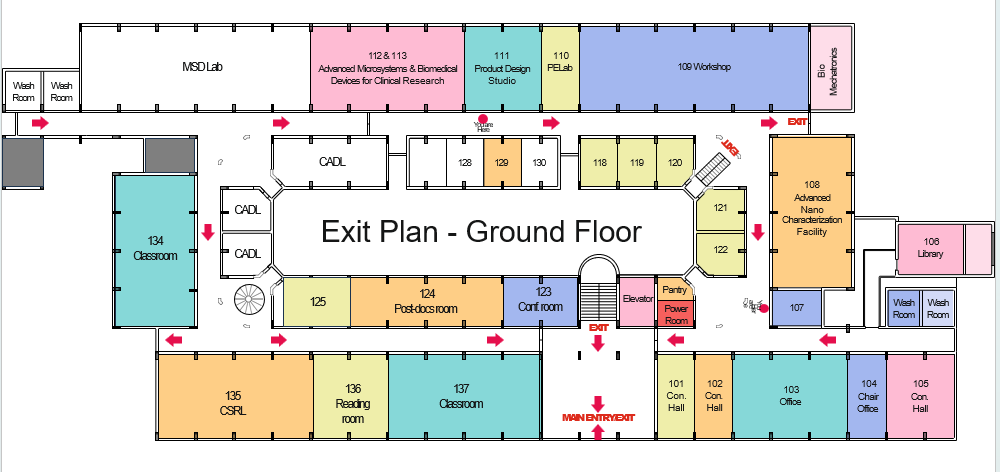 MSD Lab
112 & 113
Advanced Microsystems & Biomedical
Devices for Clinical Research
111
Product Design
Studio
110
PELab
109 Workshop
Bio
Mechatronics
Wash
Room
Wash
Room
You are
Here
EXIT
EXIT
CADL
128
129
130
118
119
120
108
Advanced
Nano
Characterization
Facility
134
Classroom
CADL
CADL
Exit Plan - Ground Floor
121
122
106
Library
125
124
Post-docs room
123
Conf. room
Elevator
Pantry
Power
Room
107
Wash
Room
Wash
Room
EXIT
135
CSRL
136
Reading
room
137
Classroom
MAIN ENTRY/EXIT
101
Con.
Hall
102
Con.
Hall
103
Office
104
Chair
Office
105
Con.
Hall